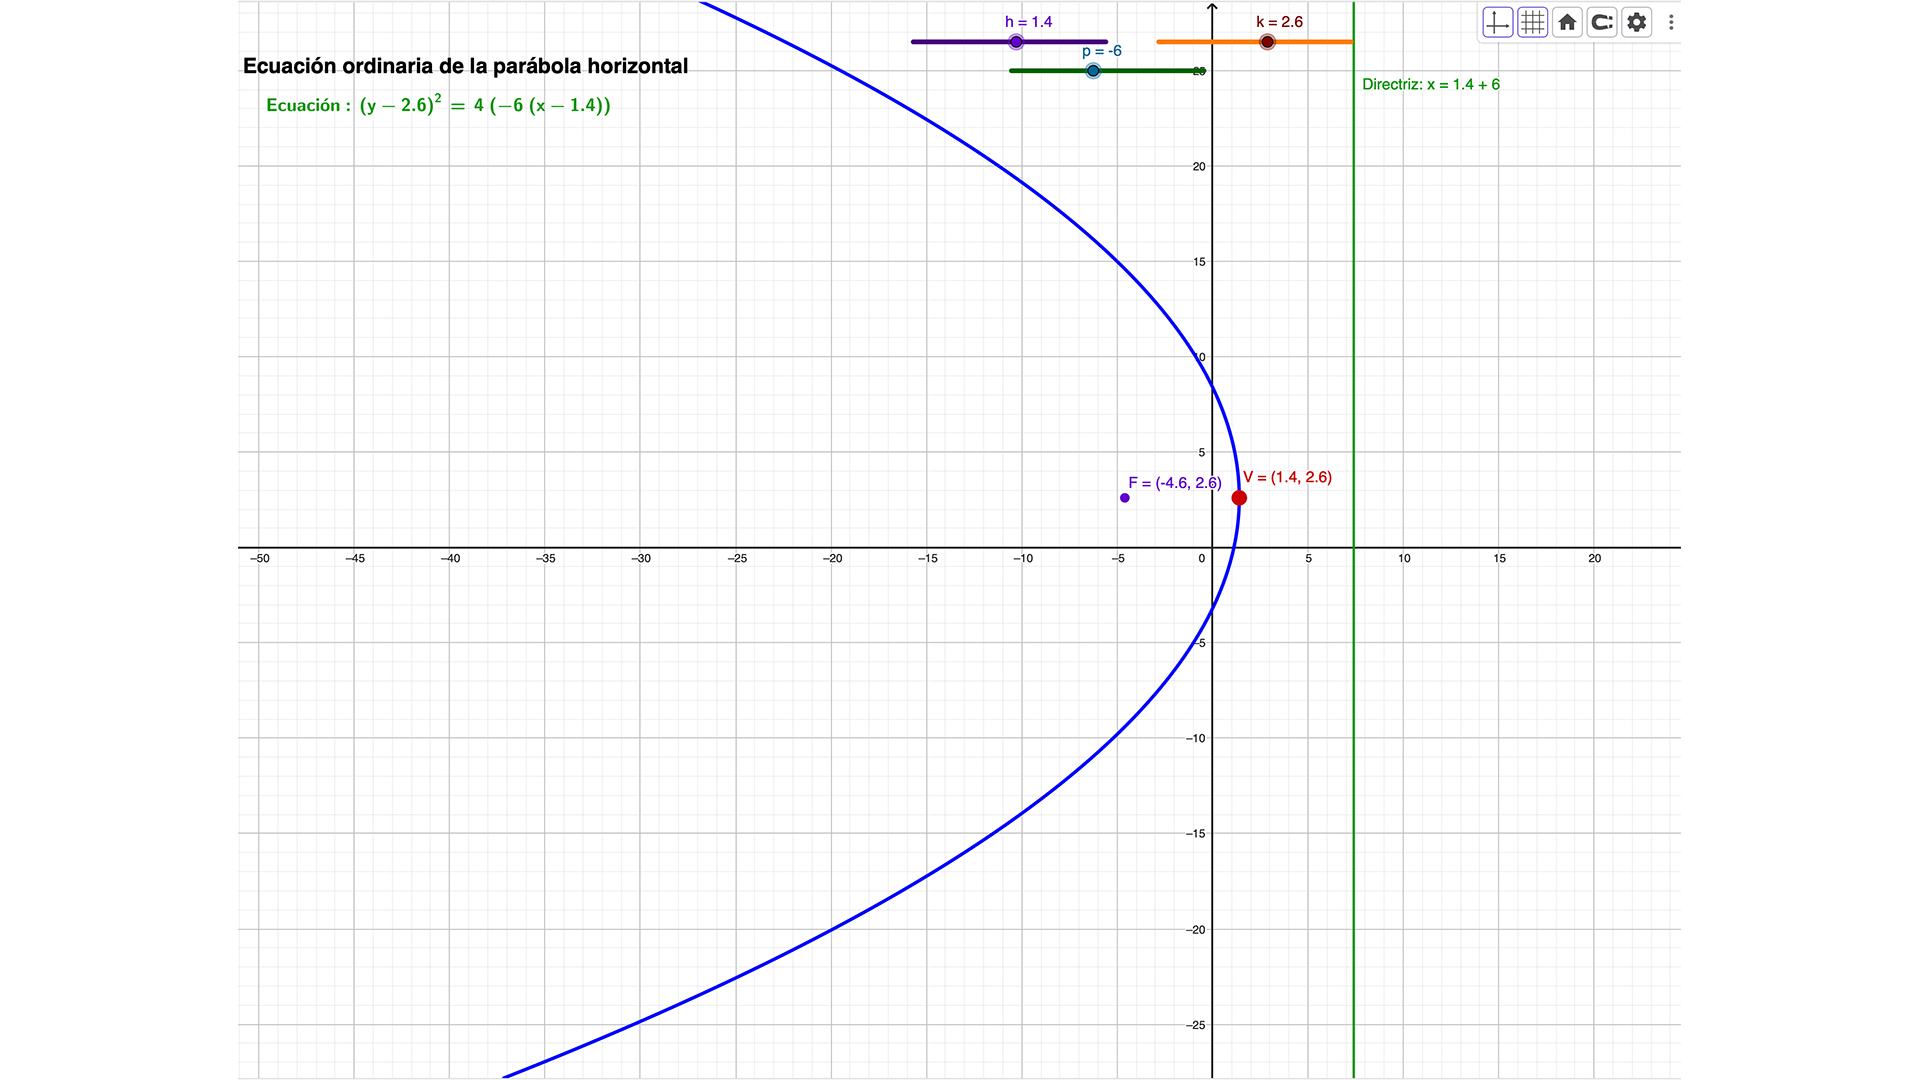 h = 1.4
k = 2.6
p = -6
Ecuación ordinaria de la parábola horizontal
Ecuación : (y − 2.6)² = 4 (−6 (x − 1.4))
Directriz: x = 1.4 + 6
25
20
15
10
5
F = (-4.6, 2.6)
V = (1.4, 2.6)
–50 –45 –40 –35 –30 –25 –20 –15 –10 –5 0 5 10 15 20
–5
–10
–15
–20
–25